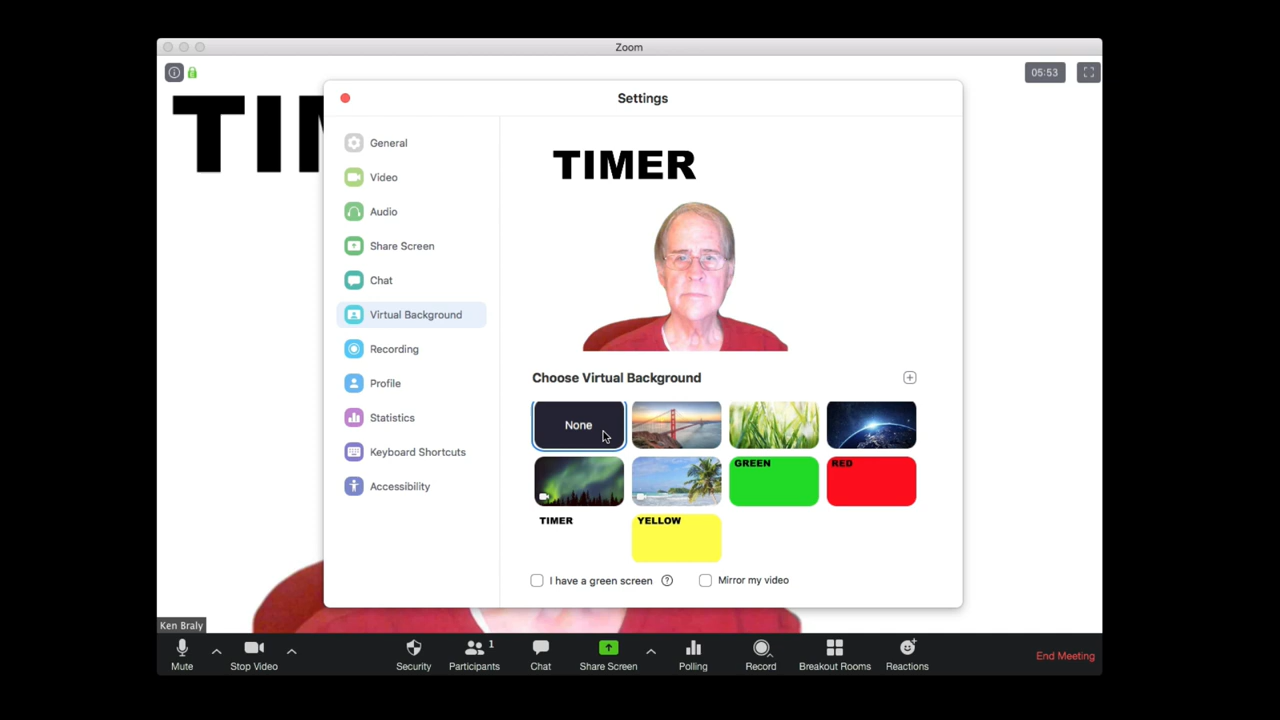 Zoom
05:53
TIM
Settings
General
Video
Audio
Share Screen
Chat
Virtual Background
Recording
Profile
Statistics
Keyboard Shortcuts
Accessibility
TIMER
Choose Virtual Background
None
GREEN
RED
TIMER
YELLOW
I have a green screen
?
Mirror my video
Ken Braly
Mute
Stop Video
Security
Participants
1
Chat
Share Screen
Polling
Record
Breakout Rooms
Reactions
End Meeting